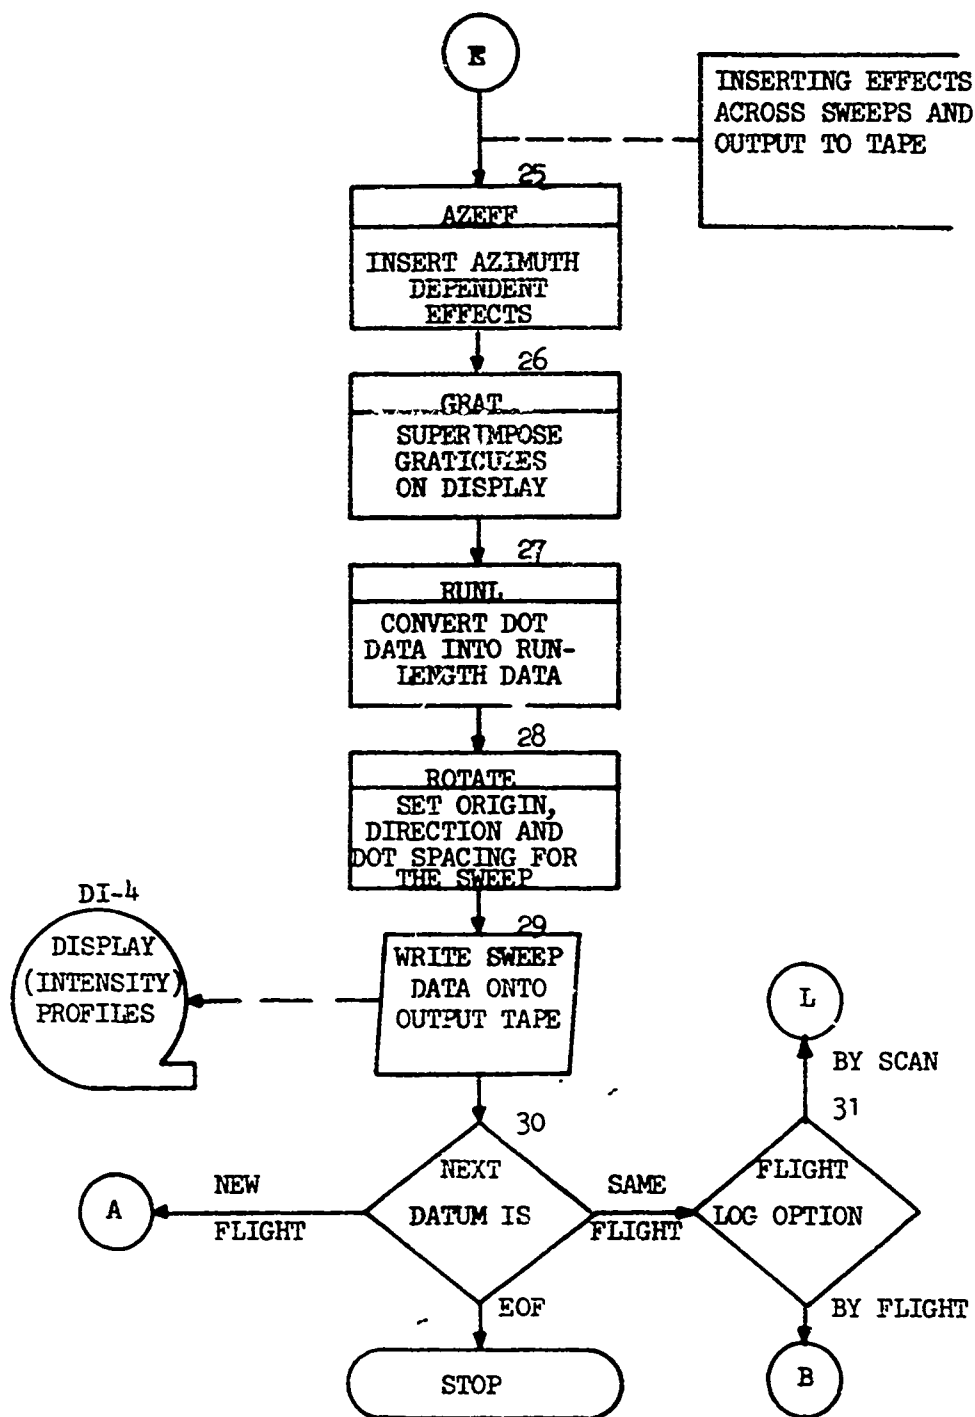 E
INSERTING EFFECTS
ACROSS SWEEPS AND
OUTPUT TO TAPE
25
AZEFF
INSERT AZIMUTH
DEPENDENT
EFFECTS
26
GRAT
SUPERIMPOSE
GRATICULES
ON DISPLAY
27
RUNL
CONVERT DOT
DATA INTO RUN-
LENGTH DATA
28
ROTATE
SET ORIGIN,
DIRECTION AND
DOT SPACING FOR
THE SWEEP
DI-4
DISPLAY
(INTENSITY)
PROFILES
29
WRITE SWEEP
DATA ONTO
OUTPUT TAPE
L
BY SCAN
30
NEXT
DATUM IS
A
NEW
FLIGHT
SAME
FLIGHT
31
FLIGHT
LOG OPTION
EOF
BY FLIGHT
STOP
B